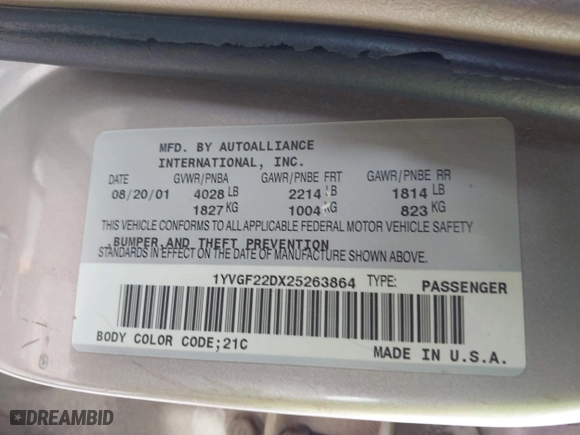 MFD. BY AUTOALLIANCE
INTERNATIONAL, INC.
DATE GVWR/PNBA GAWR/PNBE FRT GAWR/PNBE RR
08/20/01 4028 LB 2214 LB 1814 LB
1827 KG 1004 KG 823 KG
THIS VEHICLE CONFORMS TO ALL APPLICABLE FEDERAL MOTOR VEHICLE SAFETY
, BUMPER AND THEFT PREVENTION
STANDARDS IN EFFECT ON THE DATE OF MANUFACTURE SHOWN ABOVE.
1YVGF22DX25263864 TYPE: PASSENGER
BODY COLOR CODE;21C
MADE IN U.S.A.
DREAMBID